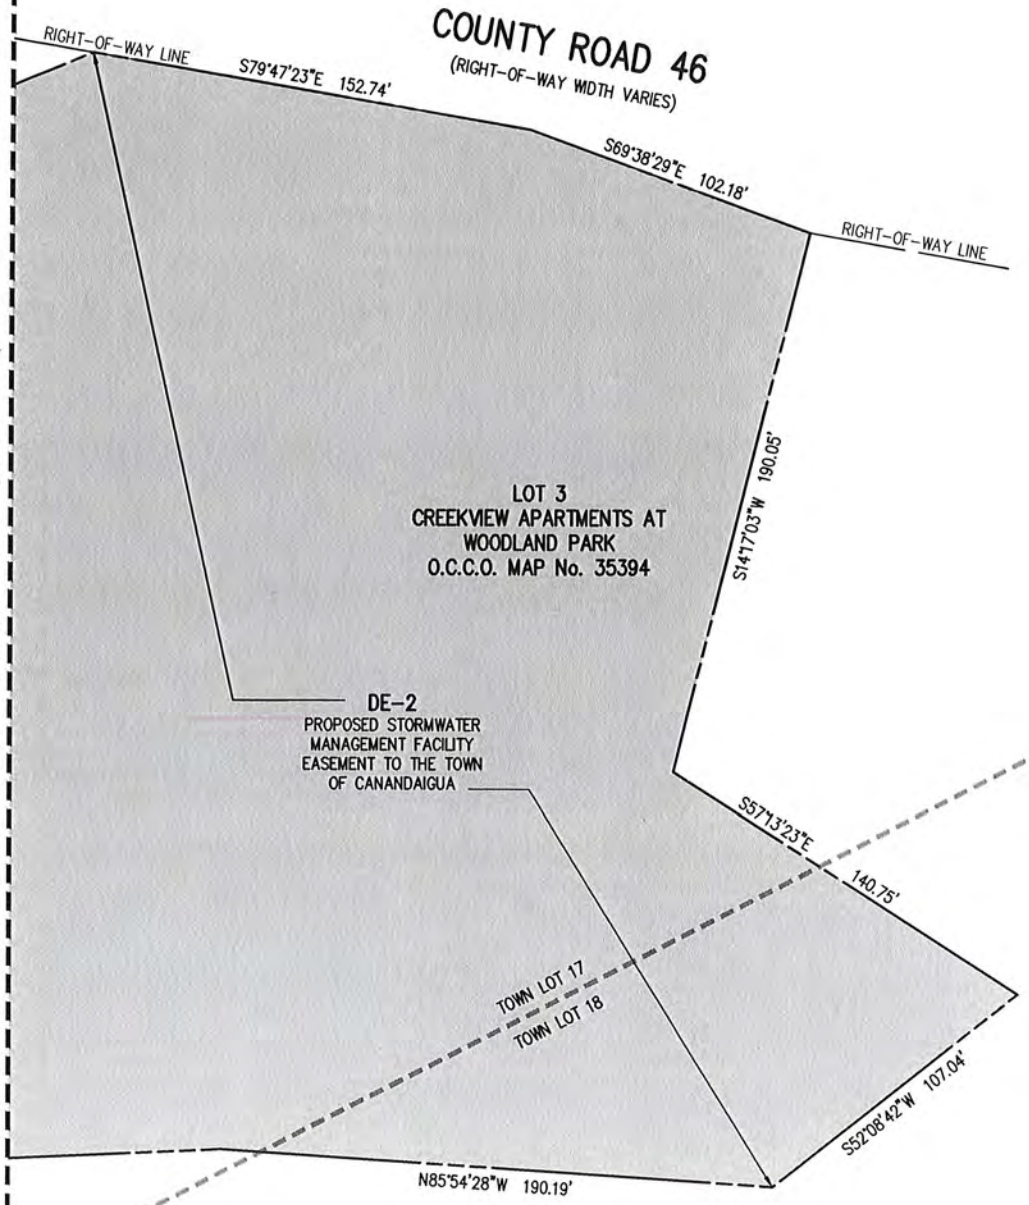 COUNTY ROAD 46
(RIGHT-OF-WAY WIDTH VARIES)
RIGHT-OF-WAY LINE
S79°47'23"E 152.74'
S69°38'29"E 102.18'
RIGHT-OF-WAY LINE
S14°17'03"W 190.05'
LOT 3
CREEKVIEW APARTMENTS AT
WOODLAND PARK
O.C.C.O. MAP No. 35394
DE-2
PROPOSED STORMWATER
MANAGEMENT FACILITY
EASEMENT TO THE TOWN
OF CANANDAIGUA
S57°13'23"E 140.75'
TOWN LOT 17
TOWN LOT 18
S52°08'42"W 107.04'
N85°54'28"W 190.19'